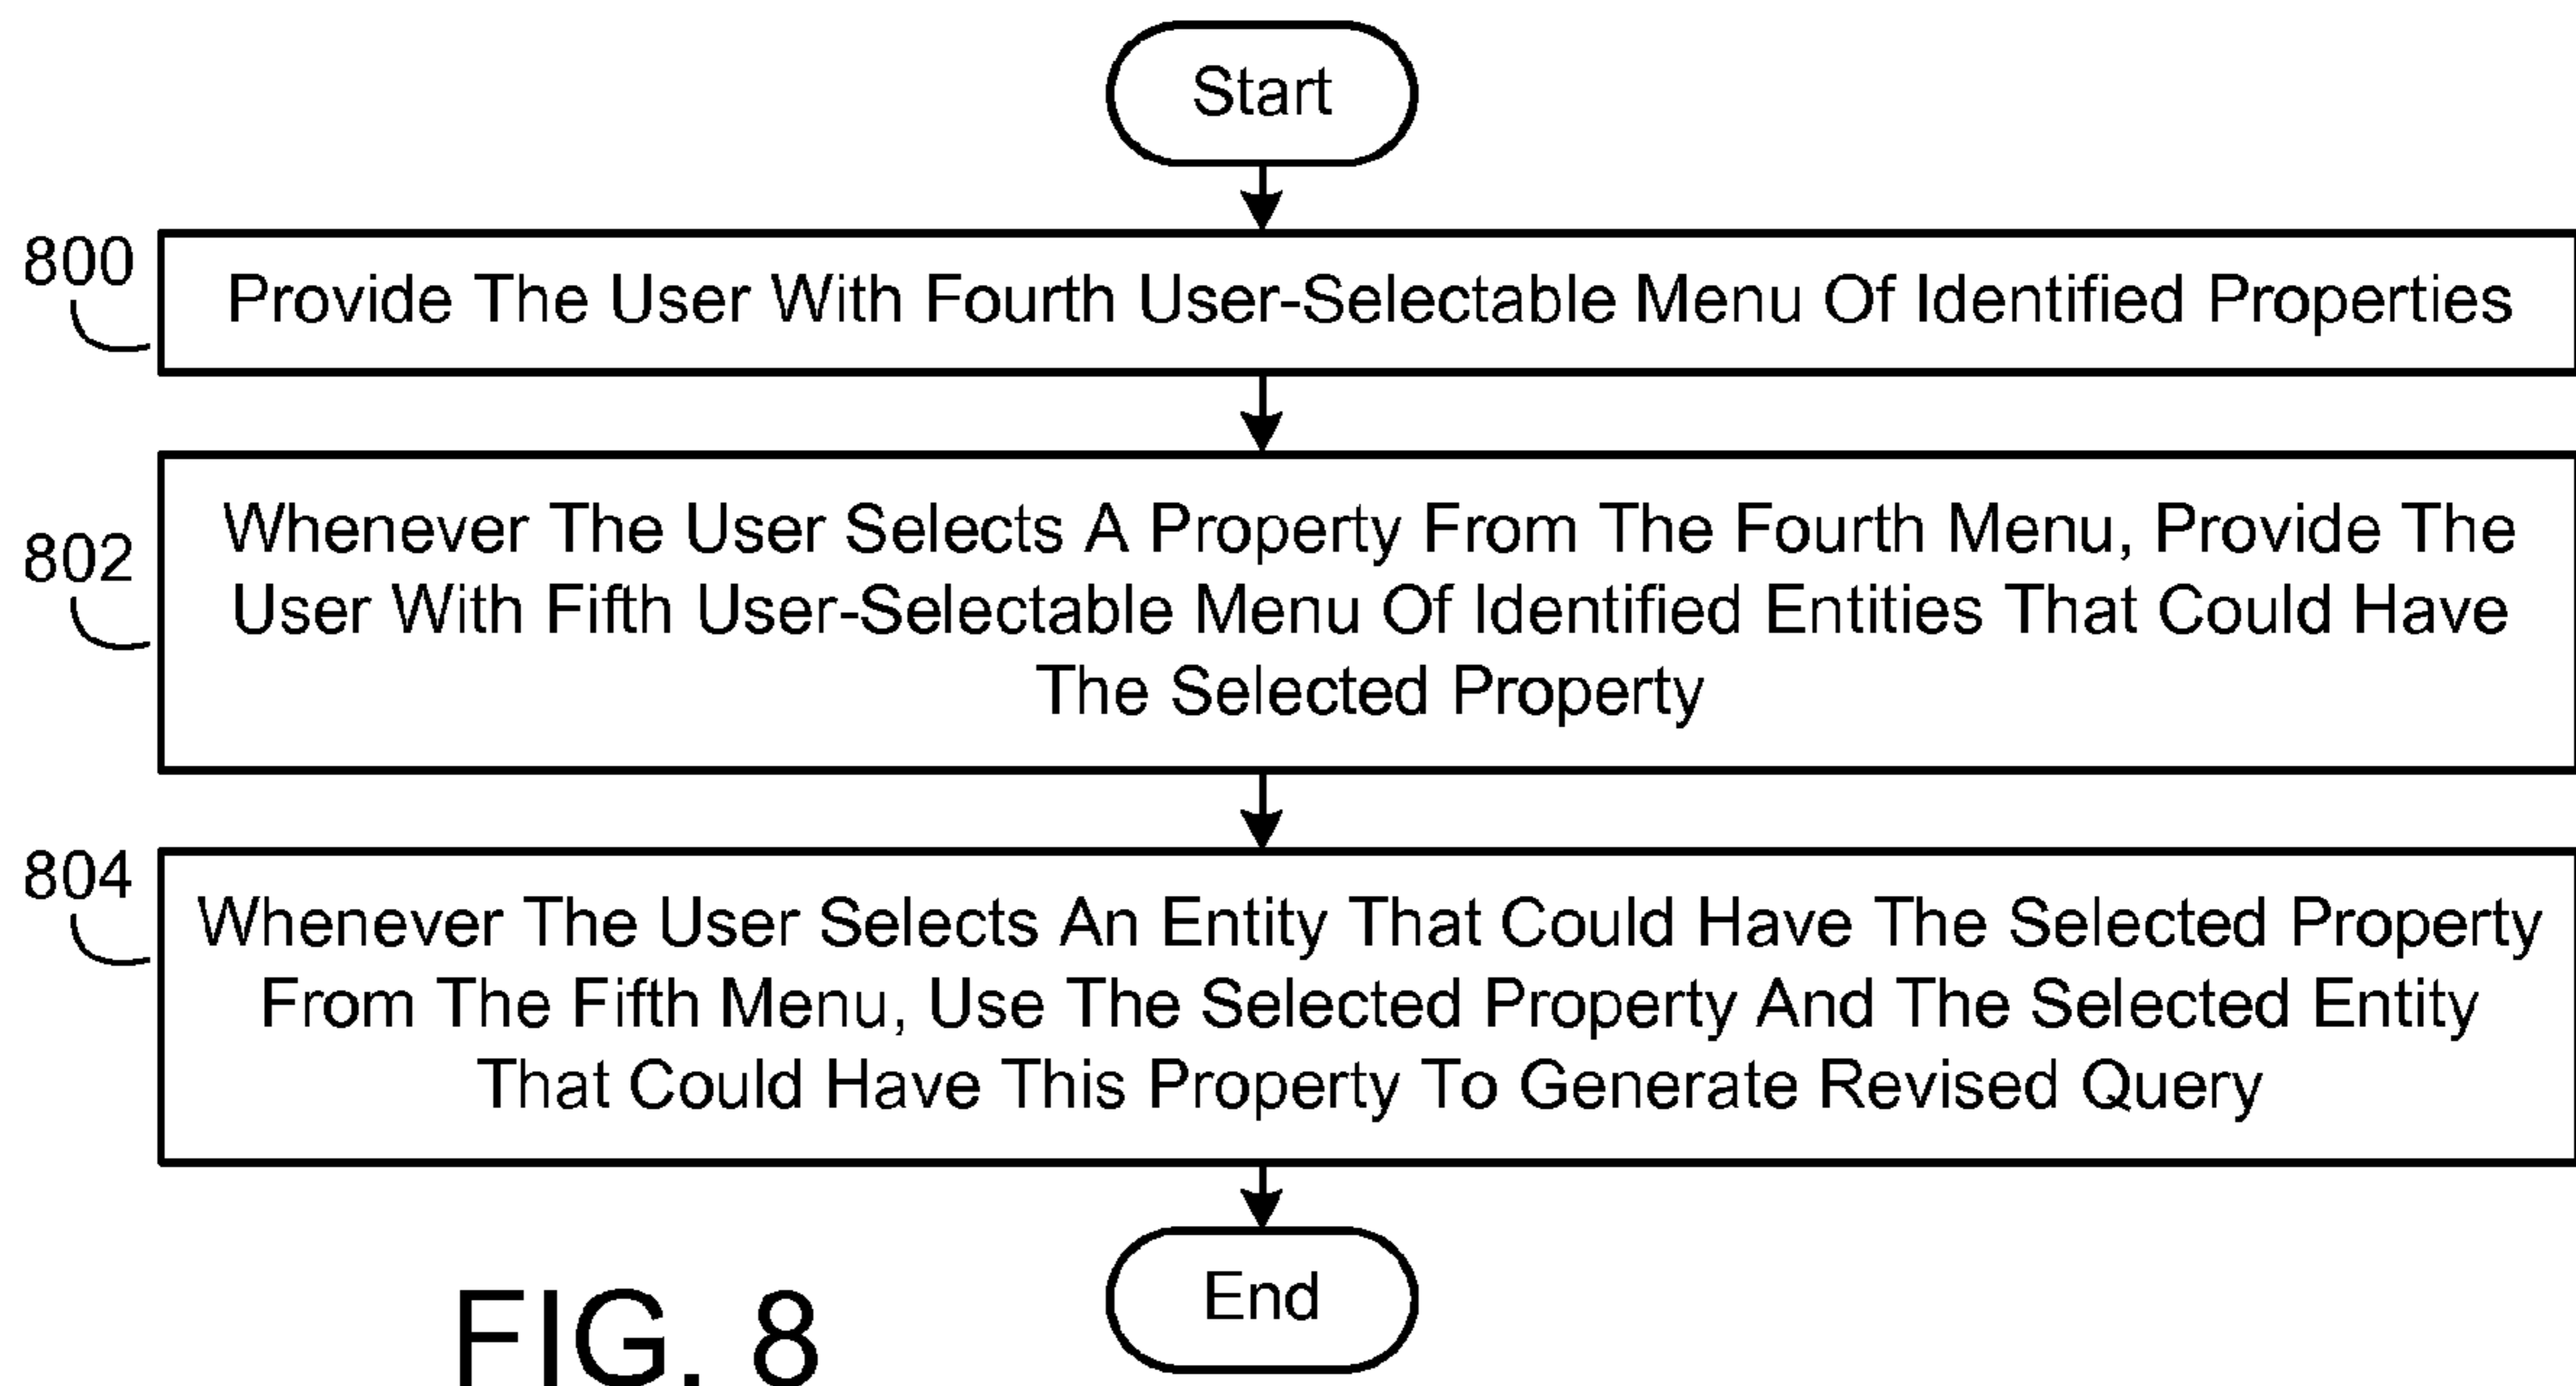 Start
800
Provide The User With Fourth User-Selectable Menu Of Identified Properties
802
Whenever The User Selects A Property From The Fourth Menu, Provide The
User With Fifth User-Selectable Menu Of Identified Entities That Could Have
The Selected Property
804
Whenever The User Selects An Entity That Could Have The Selected Property
From The Fifth Menu, Use The Selected Property And The Selected Entity
That Could Have This Property To Generate Revised Query
End
FIG. 8